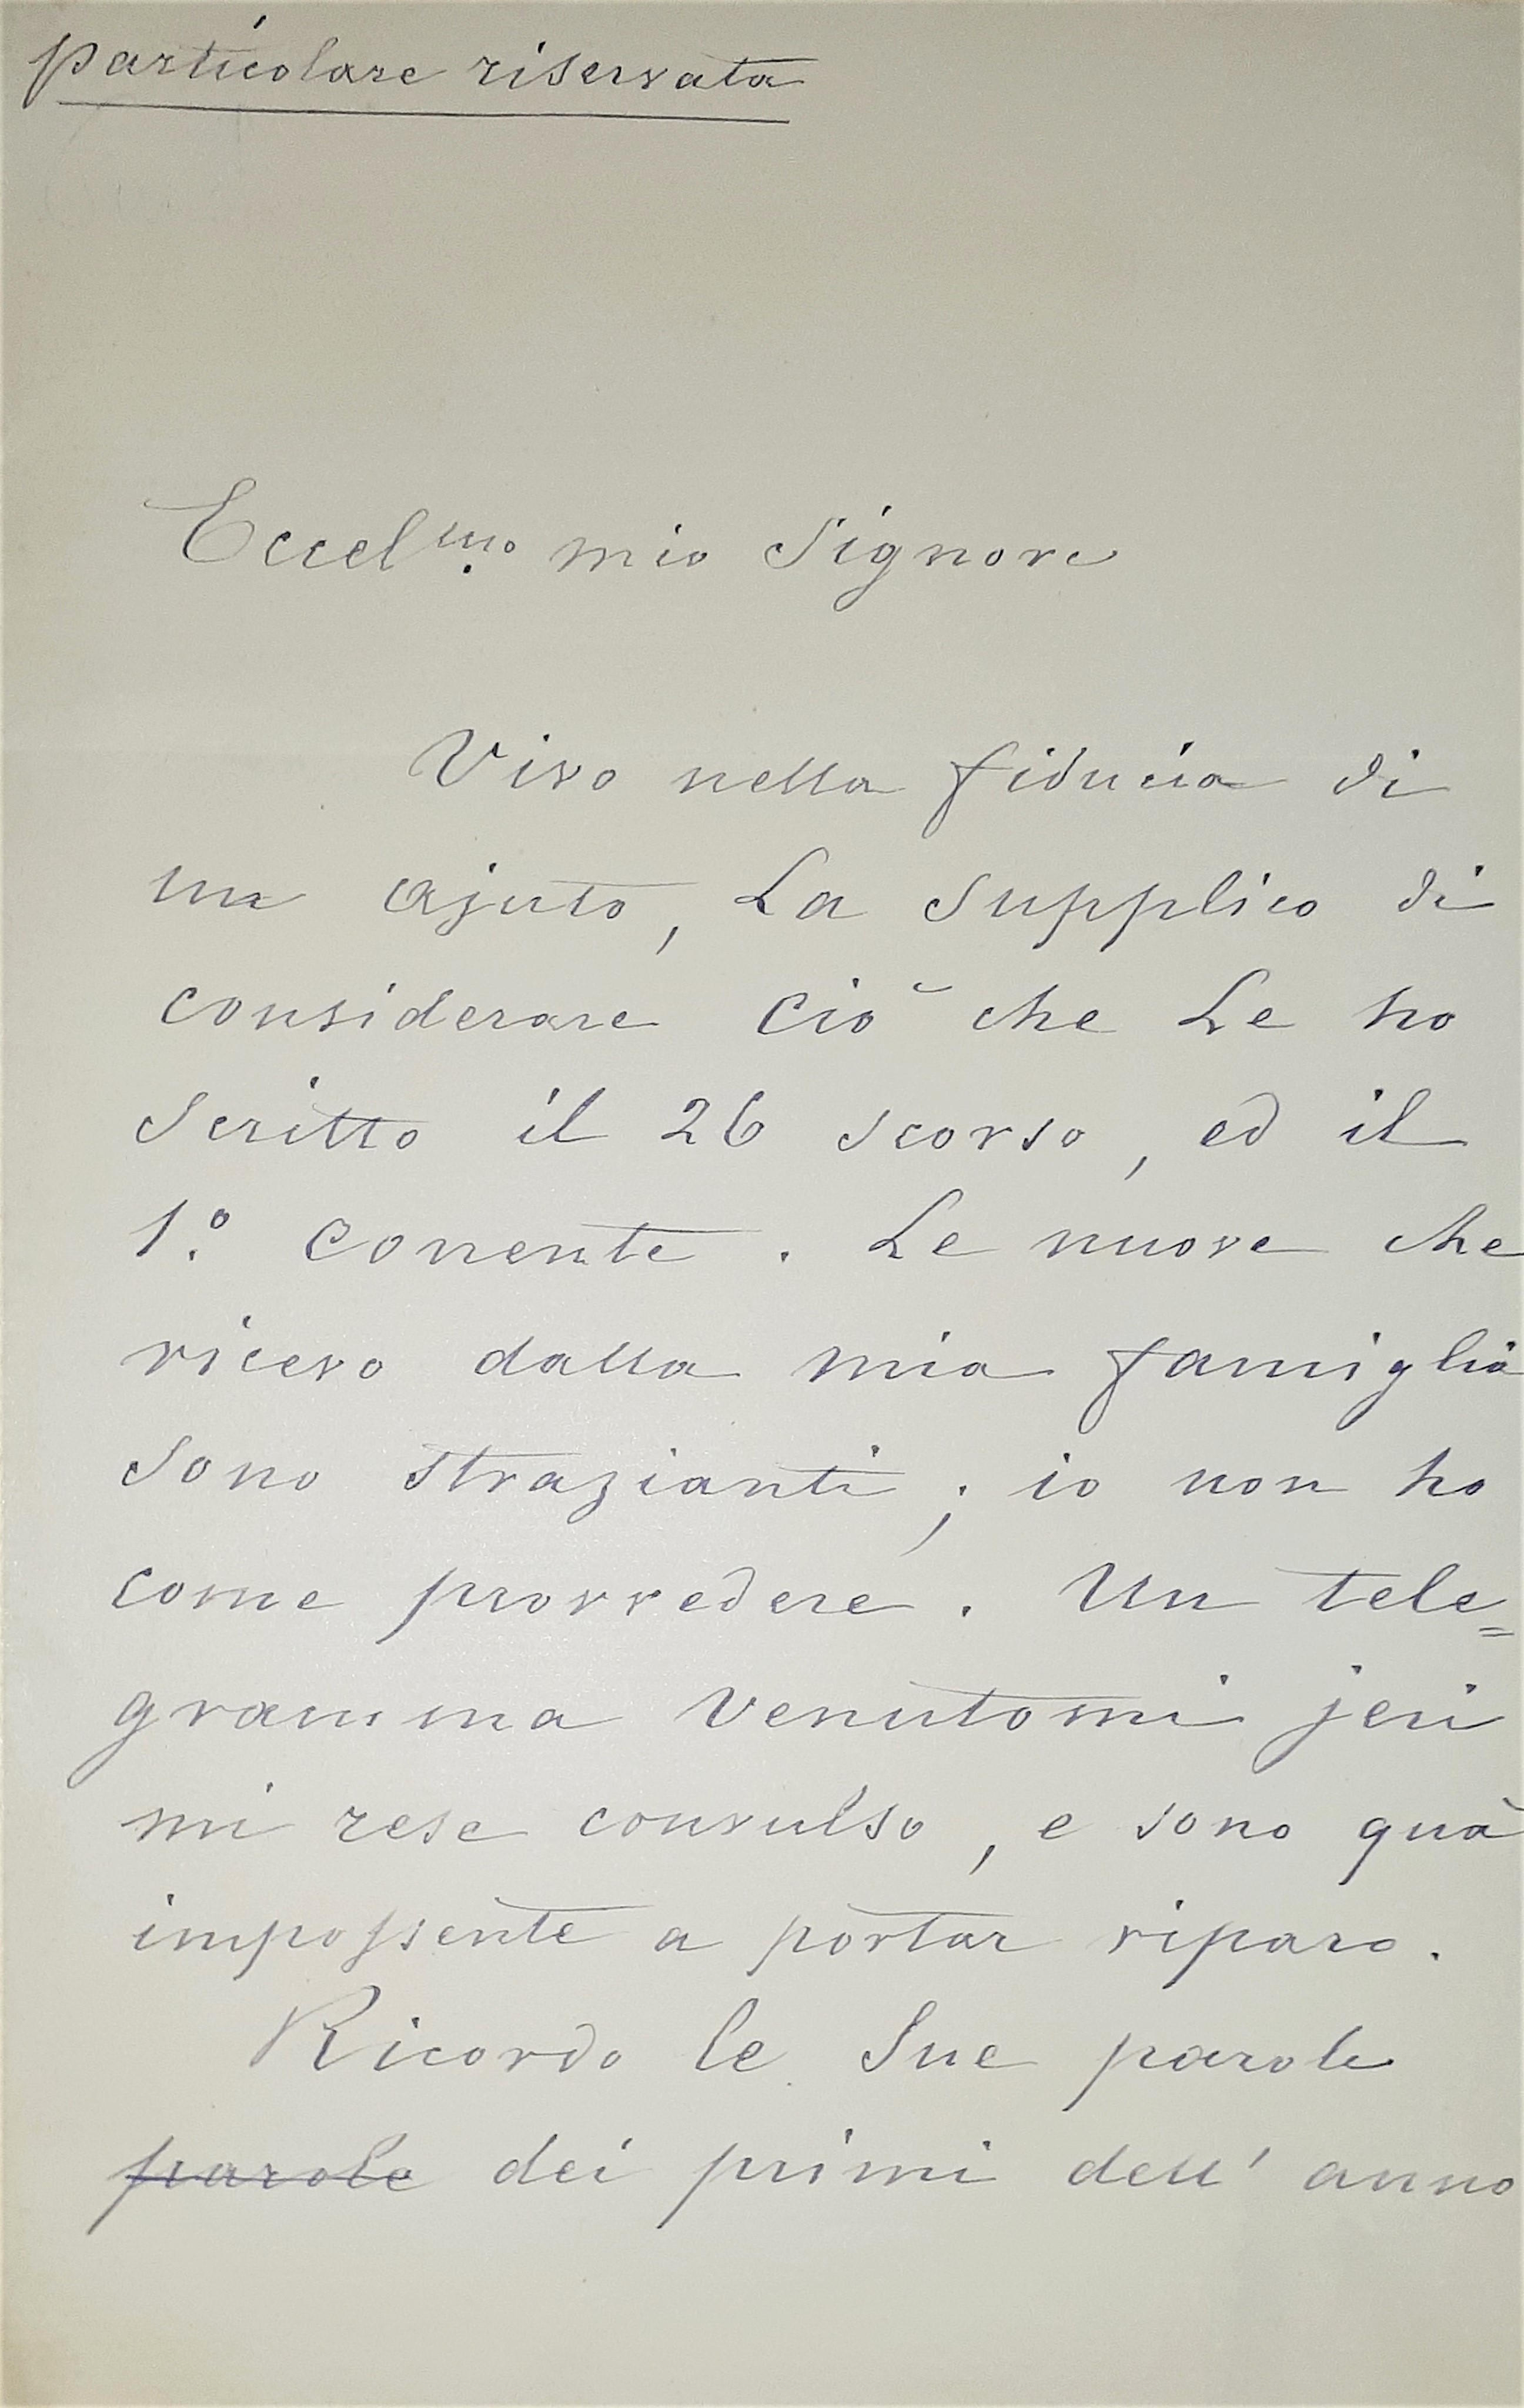 particolare riservata
Eccel.mo mio Signore
Vivo nella fiducia di
un ajuto, La supplico di
considerare ciò che Le ho
scritto il 26 scorso, ed il
1.o corrente. Le nuove che
ricevo dalla mia famiglia
sono strazianti; io non ho
come provvedere. Un tele=
gramma venutomi jeri
mi rese convulso, e sono quà
impossente a portar riparo.
Ricordo le Sue parole
parole dei primi dell'anno